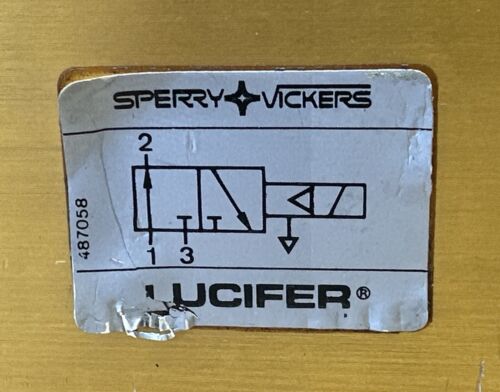 SPERRY VICKERS
2
1 3
487058
LUCIFER®